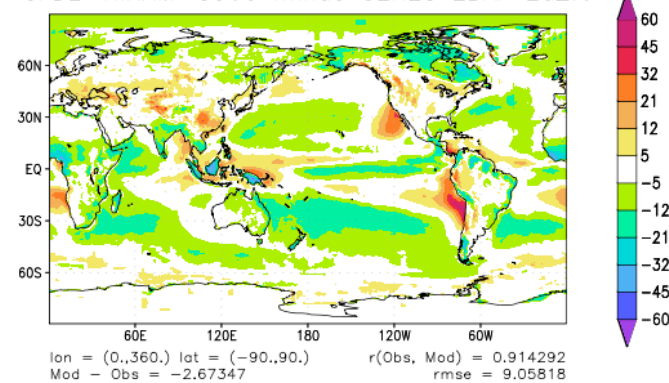 60
45
32
21
12
5
-5
-12
-21
-32
-45
-60
60N
30N
EQ
30S
60S
60E 120E 180 120W 60W
lon = (0.,360.) lat = (-90.,90.) r(Obs, Mod) = 0.914292
Mod - Obs = -2.67347 rmse = 9.05818